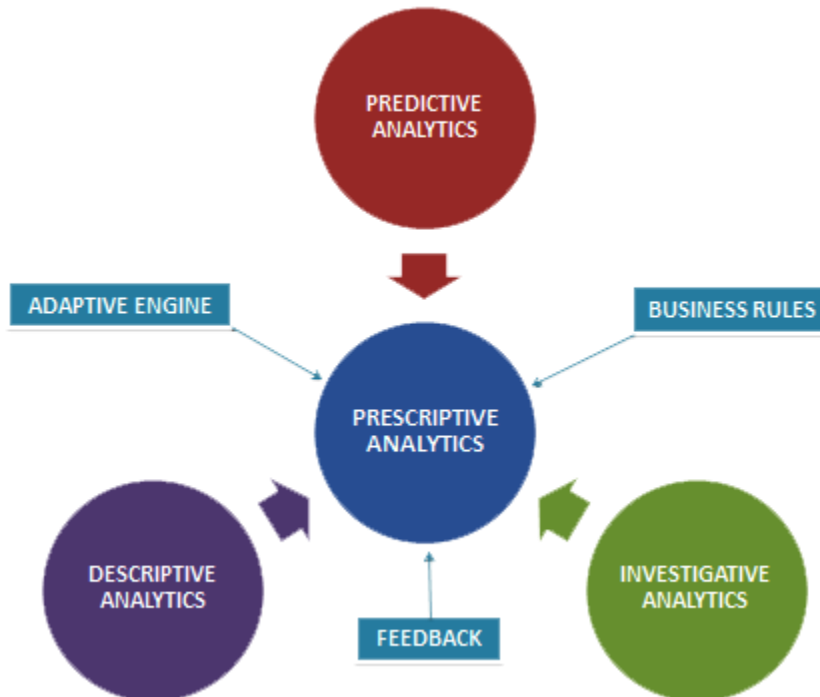 PREDICTIVE
ANALYTICS
ADAPTIVE ENGINE
BUSINESS RULES
PRESCRIPTIVE
ANALYTICS
DESCRIPTIVE
ANALYTICS
INVESTIGATIVE
ANALYTICS
FEEDBACK